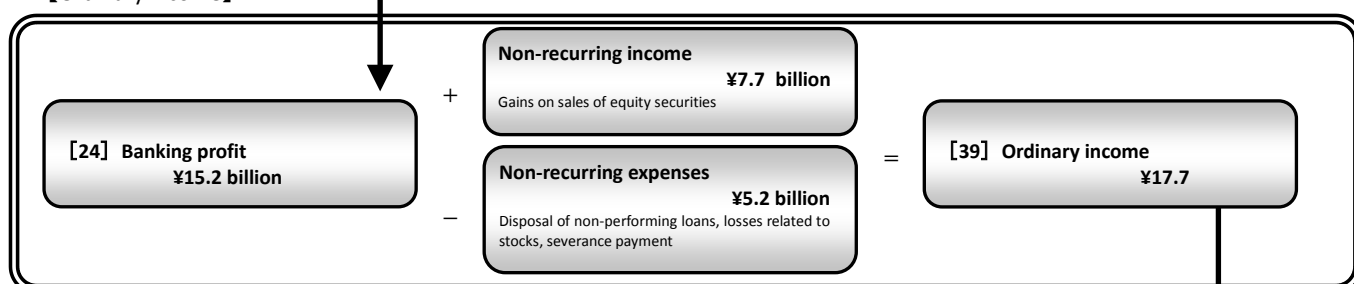 [24] Banking profit
¥15.2 billion
+
Non-recurring income
¥7.7 billion
Gains on sales of equity securities
−
Non-recurring expenses
¥5.2 billion
Disposal of non-performing loans, losses related to
stocks, severance payment
=
[39] Ordinary income
¥17.7